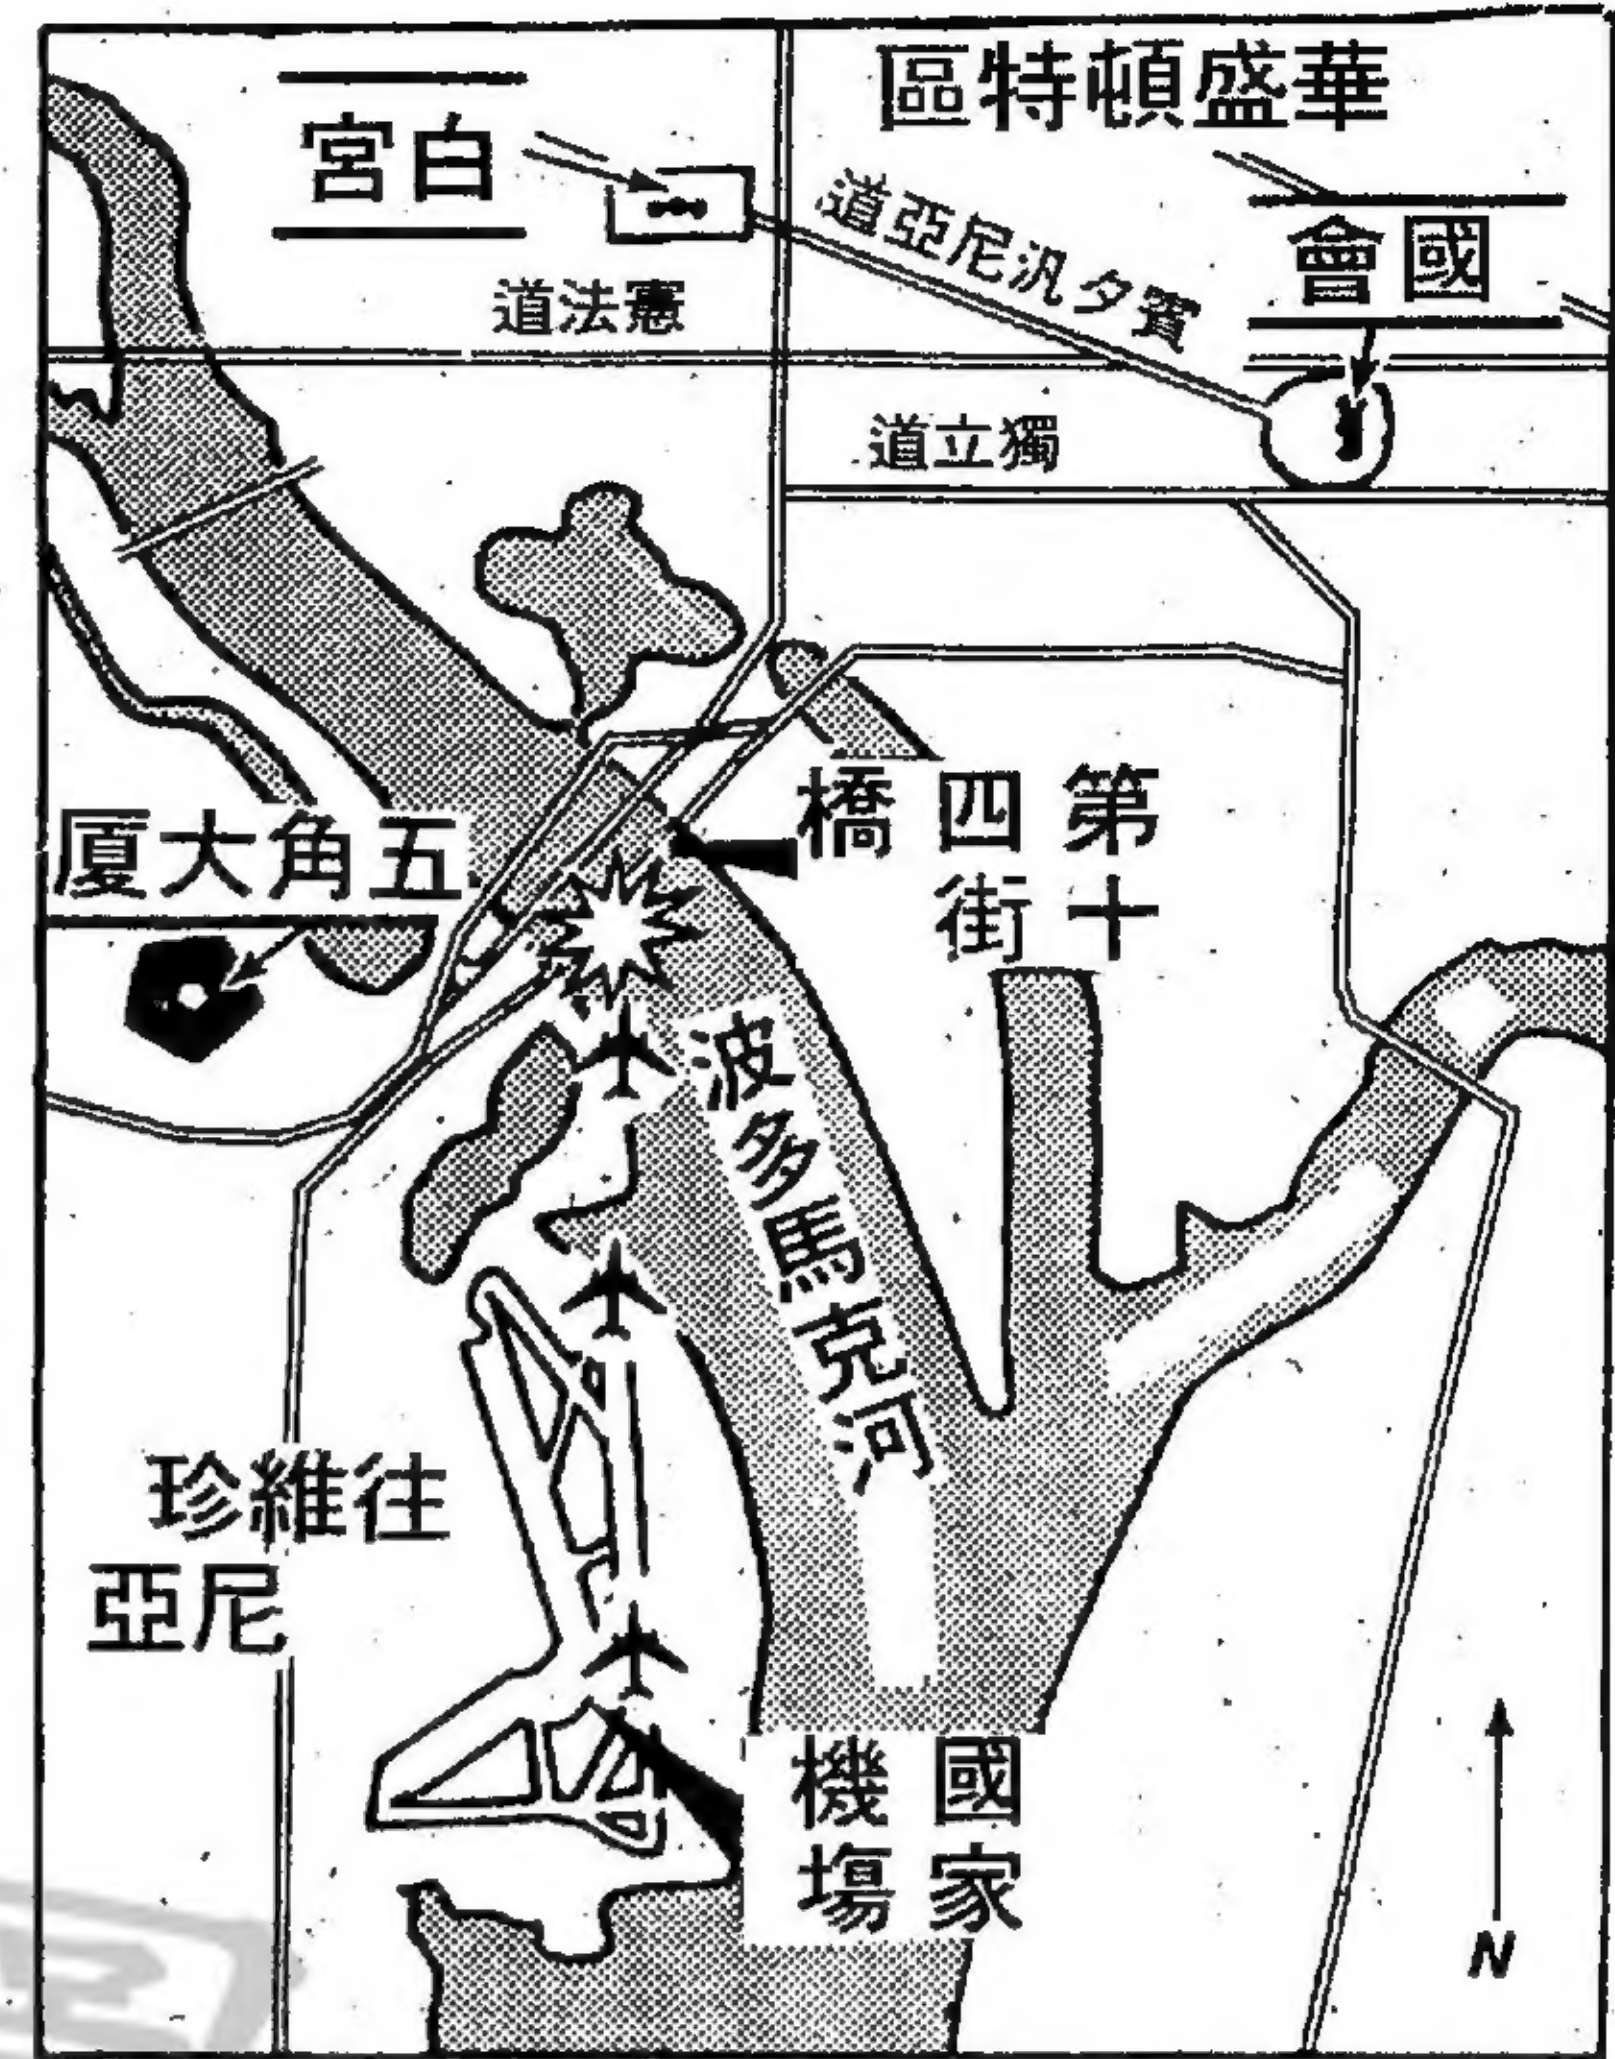 華盛頓特區
白宮
國會
賓夕汎尼亞道
憲法道
獨立道
第十四街橋
五角大廈
波多馬克河
往維珍
尼亞
國家
機場
N